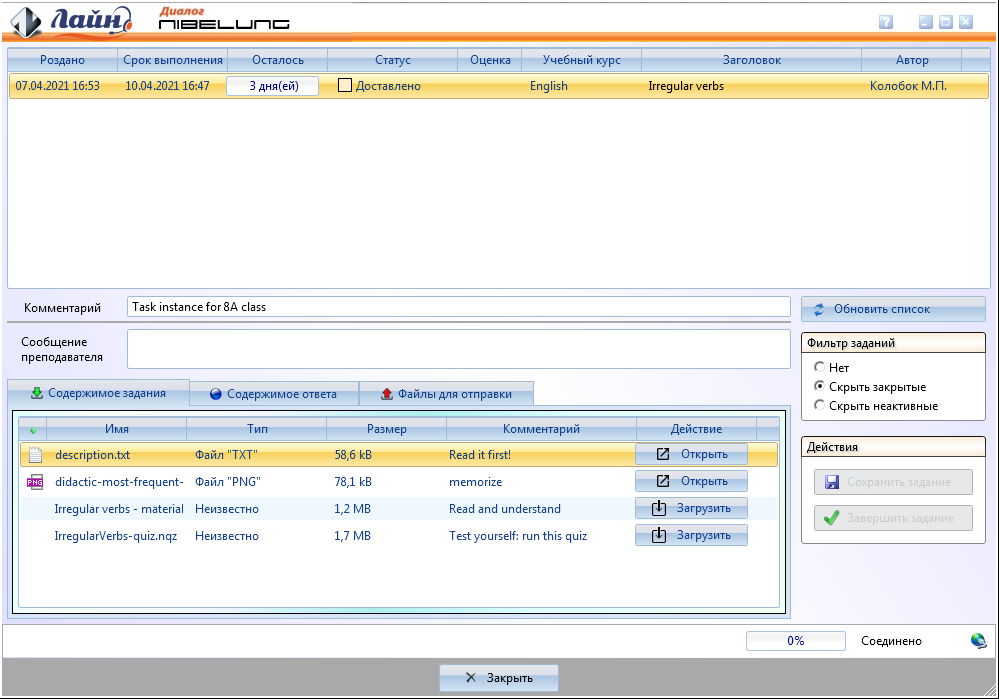 Лайн Диалог
NIBELUNG
?
Роздано Срок выполнения Осталось Статус Оценка Учебный курс Заголовок Автор
07.04.2021 16:53 10.04.2021 16:47 3 дня(ей) Доставлено English Irregular verbs Колобок М.П.
Комментарий Task instance for 8A class Обновить список
Сообщение
преподавателя
Фильтр заданий
Нет
Скрыть закрытые
Скрыть неактивные
Содержимое задания Содержимое ответа Файлы для отправки
Имя Тип Размер Комментарий Действие
description.txt Файл "TXT" 58,6 kB Read it first! Открыть
PNG didactic-most-frequent- Файл "PNG" 78,1 kB memorize Открыть
Irregular verbs - material Неизвестно 1,2 MB Read and understand Загрузить
IrregularVerbs-quiz.nqz Неизвестно 1,7 MB Test yourself: run this quiz Загрузить
Действия
Сохранить задание
Завершить задание
0% Соединено
Закрыть